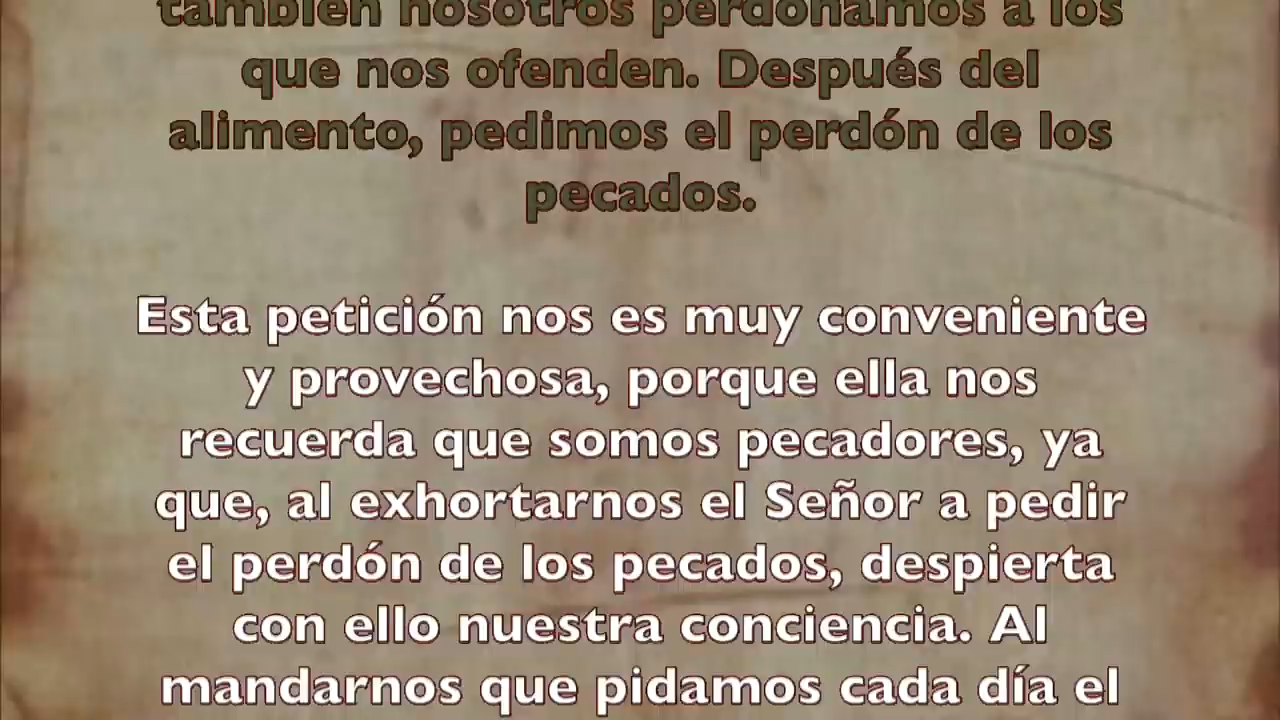 también nosotros perdonamos a los
que nos ofenden. Después del
alimento, pedimos el perdón de los
pecados.
Esta petición nos es muy conveniente
y provechosa, porque ella nos
recuerda que somos pecadores, ya
que, al exhortarnos el Señor a pedir
el perdón de los pecados, despierta
con ello nuestra conciencia. Al
mandarnos que pidamos cada día el